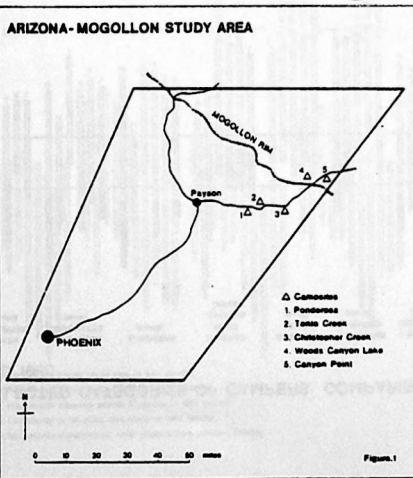 ARIZONA-MOGOLLON STUDY AREA
MOGOLLON RIM
4
5
Payson
2
1
3
△ Campsites
1. Ponderosa
2. Tonto Creek
3. Christopher Creek
4. Woods Canyon Lake
5. Canyon Point
PHOENIX
N
0 10 20 30 40 50 miles
Figure.1